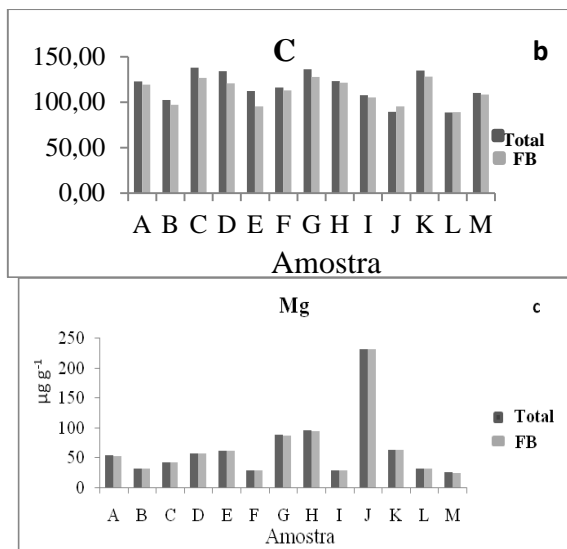 C b
150,00
100,00
50,00
0,00
Total
FB
A B C D E F G H I J K L M
Amostra
Mg c
µg g⁻¹
250
200
150
100
50
0
Total
FB
A B C D E F G H I J K L M
Amostra